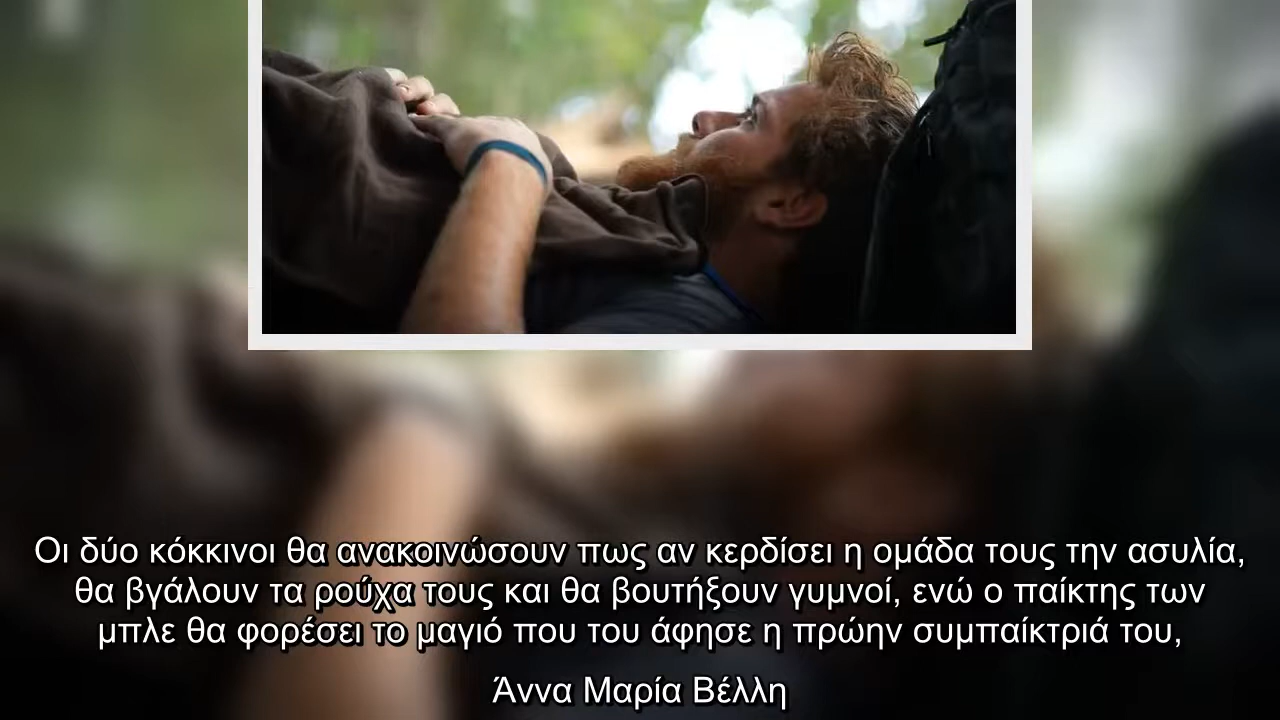 Οι δύο κόκκινοι θα ανακοινώσουν πως αν κερδίσει η ομάδα τους την ασυλία,
θα βγάλουν τα ρούχα τους και θα βουτήξουν γυμνοί, ενώ ο παίκτης των
μπλε θα φορέσει το μαγιό που του άφησε η πρώην συμπαίκτριά του,
Άννα Μαρία Βέλλη